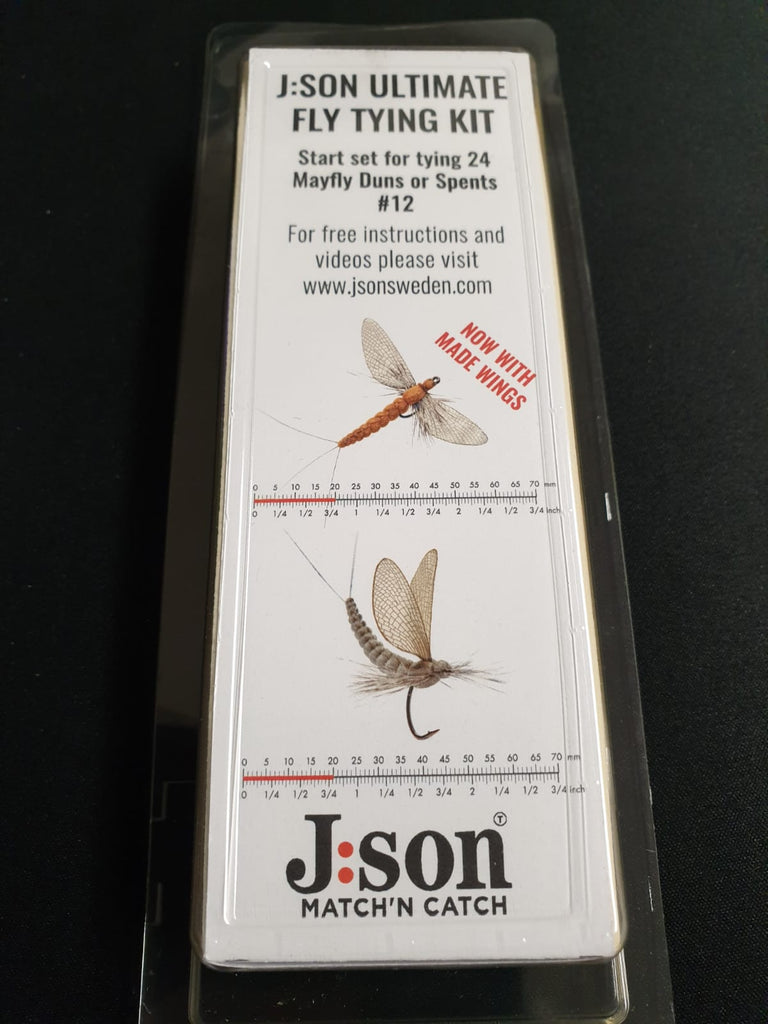 J:SON ULTIMATE
FLY TYING KIT
Start set for tying 24
Mayfly Duns or Spents
#12
For free instructions and
videos please visit
www.jsonsweden.com
NOW WITH
MADE WINGS
0 5 10 15 20 25 30 35 40 45 50 55 60 65 70 mm
0 1/4 1/2 3/4 1 1/4 1/2 3/4 2 1/4 1/2 3/4 inch
0 5 10 15 20 25 30 35 40 45 50 55 60 65 70 mm
0 1/4 1/2 3/4 1 1/4 1/2 3/4 2 1/4 1/2 3/4 inch
J:son Ⓣ
MATCH'N CATCH